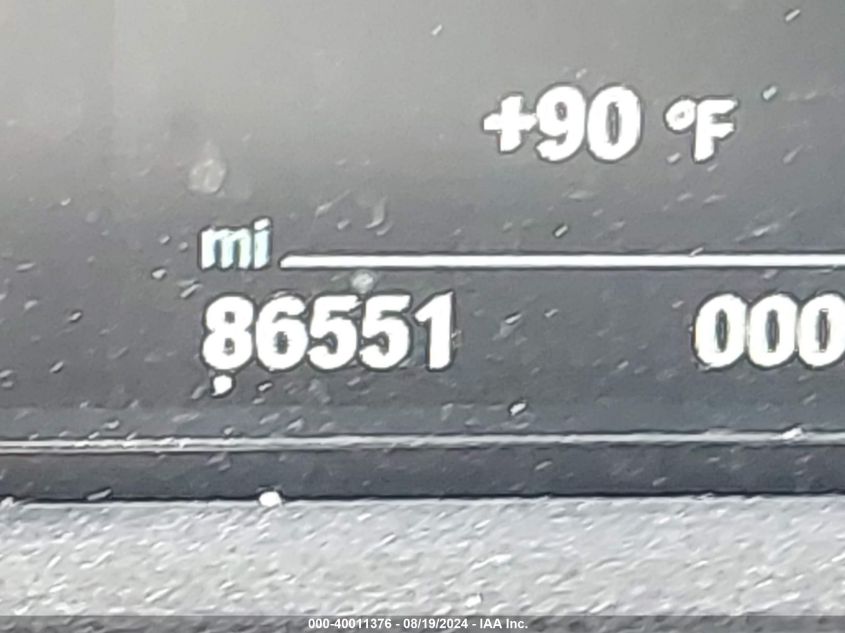 +90 °F
mi
86551 000
000-40011376 - 08/19/2024 - IAA Inc.